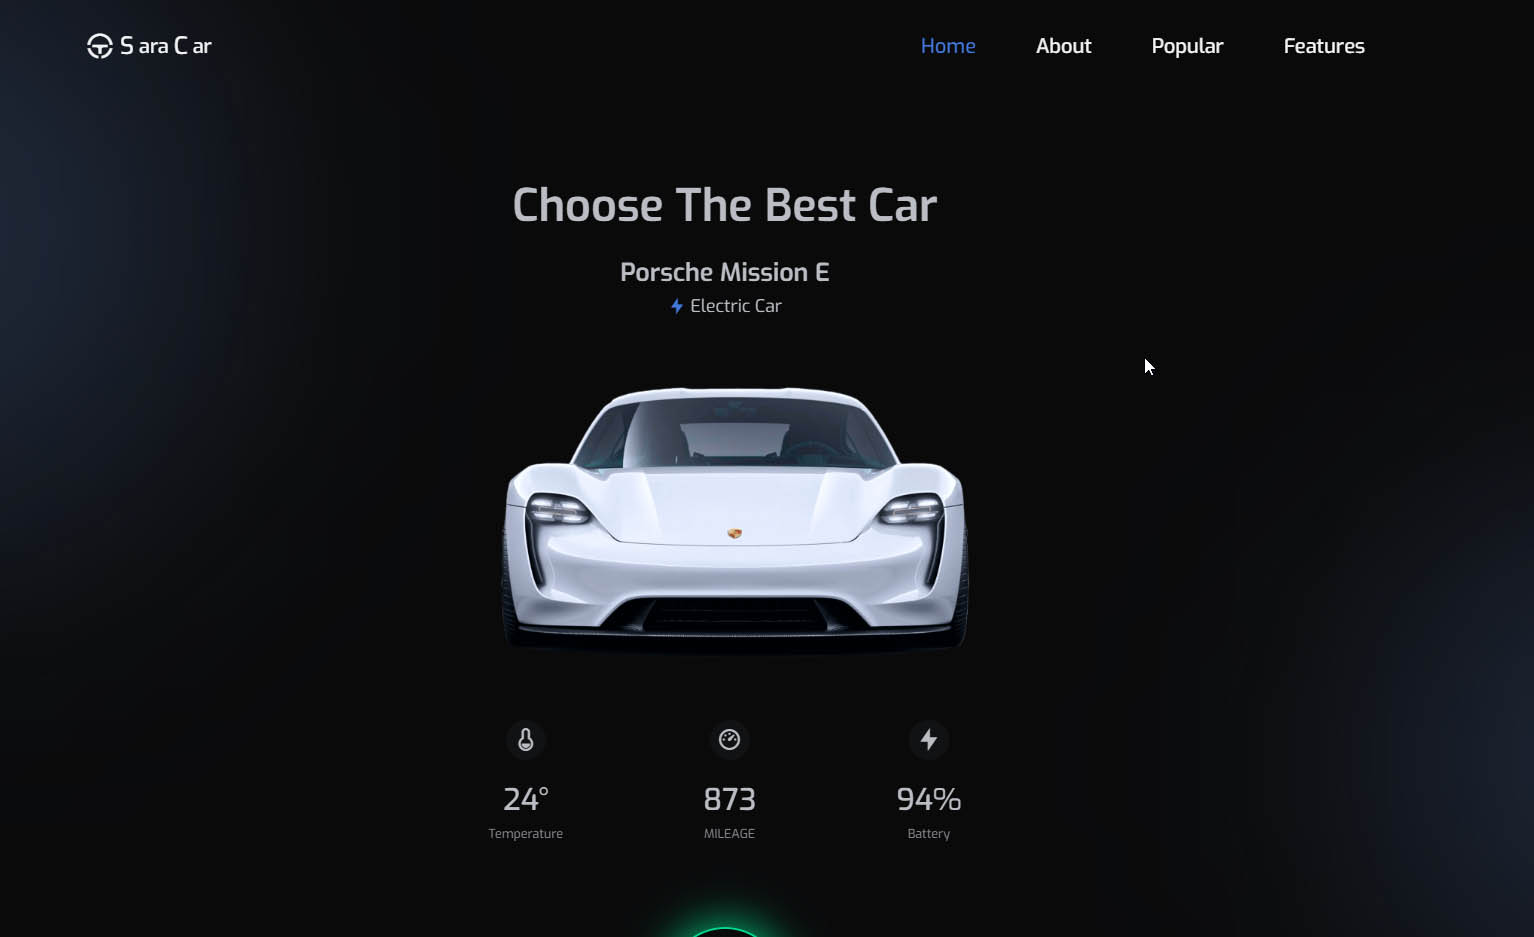 S ara C ar
Home About Popular Features
Choose The Best Car
Porsche Mission E
Electric Car
24° 873 94%
Temperature MILEAGE Battery